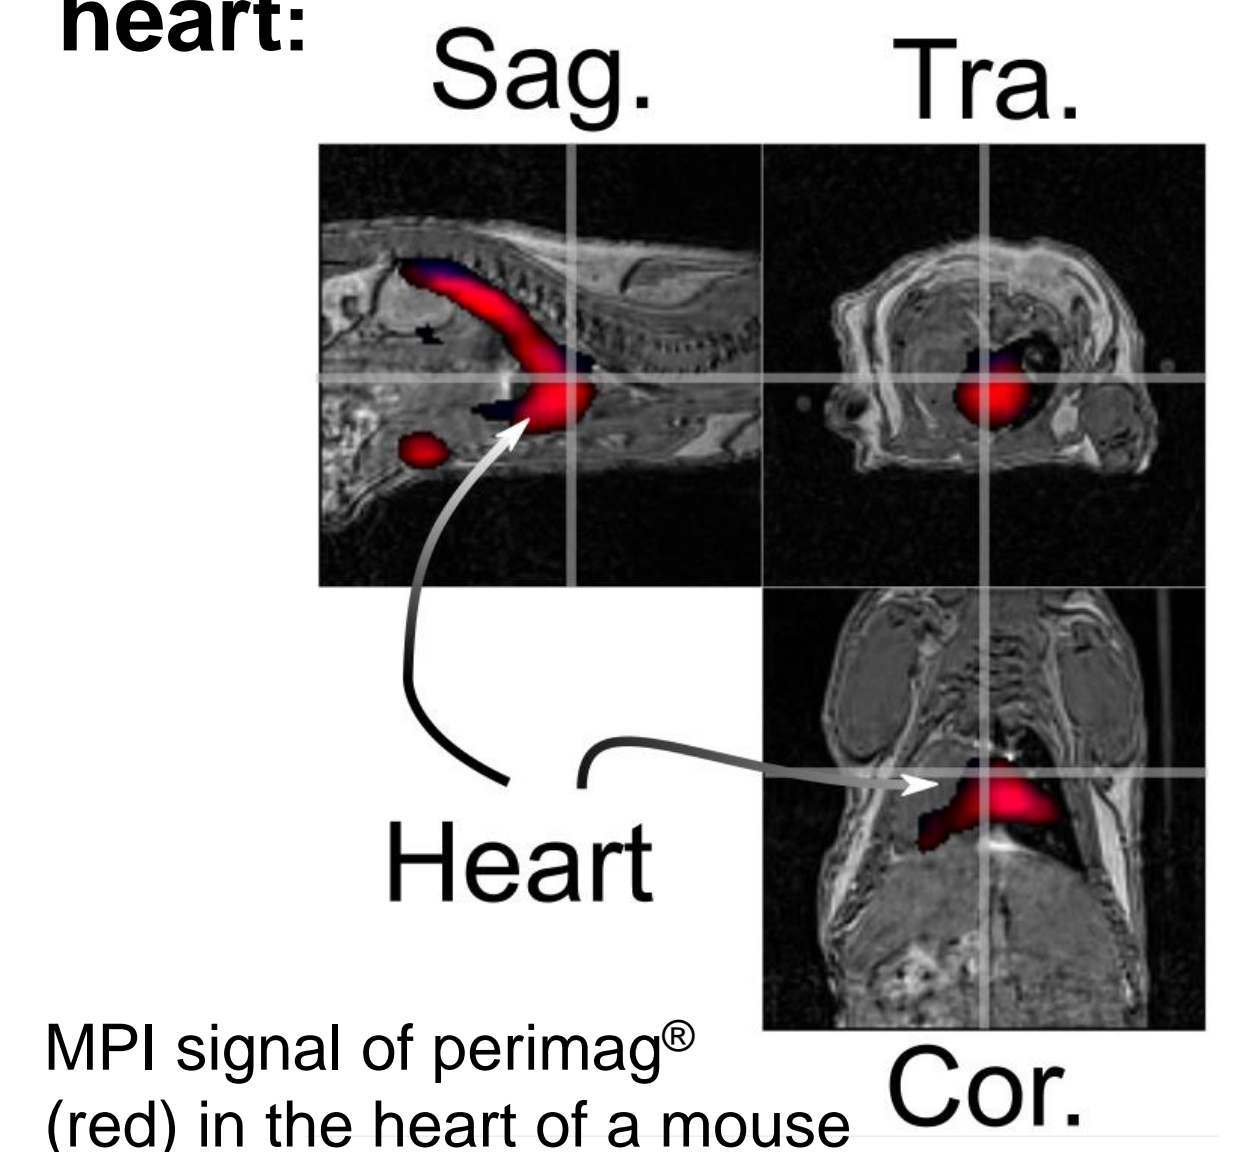 heart:
Sag.
Tra.
Heart
Cor.
MPI signal of perimag®
(red) in the heart of a mouse